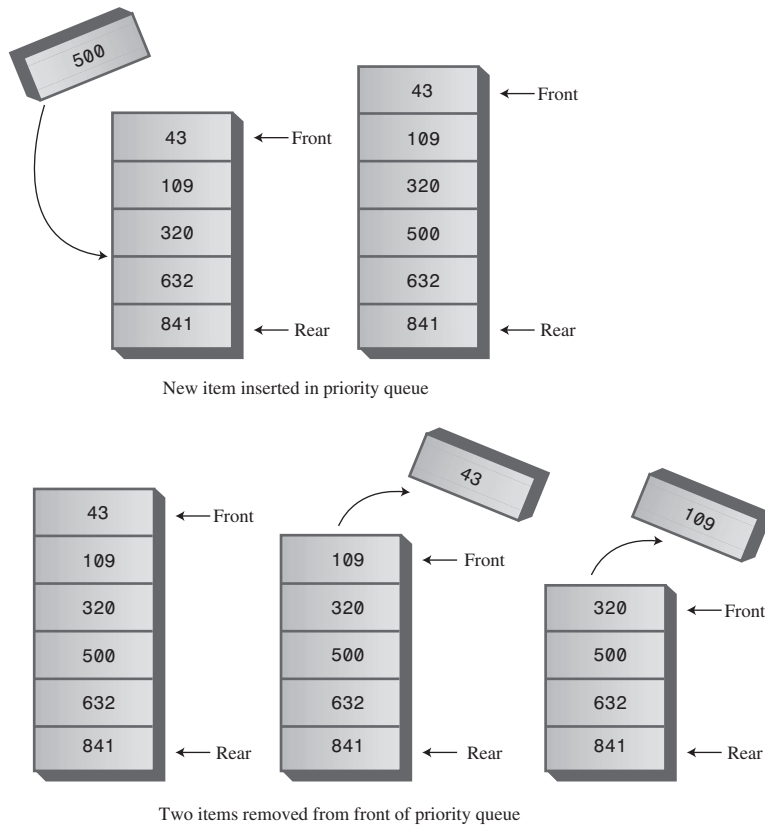 500
43
Front
109
320
632
841
Rear
43
Front
109
320
500
632
841
Rear
New item inserted in priority queue
43
Front
109
320
500
632
841
Rear
43
109
Front
320
500
632
841
Rear
109
320
Front
500
632
841
Rear
Two items removed from front of priority queue